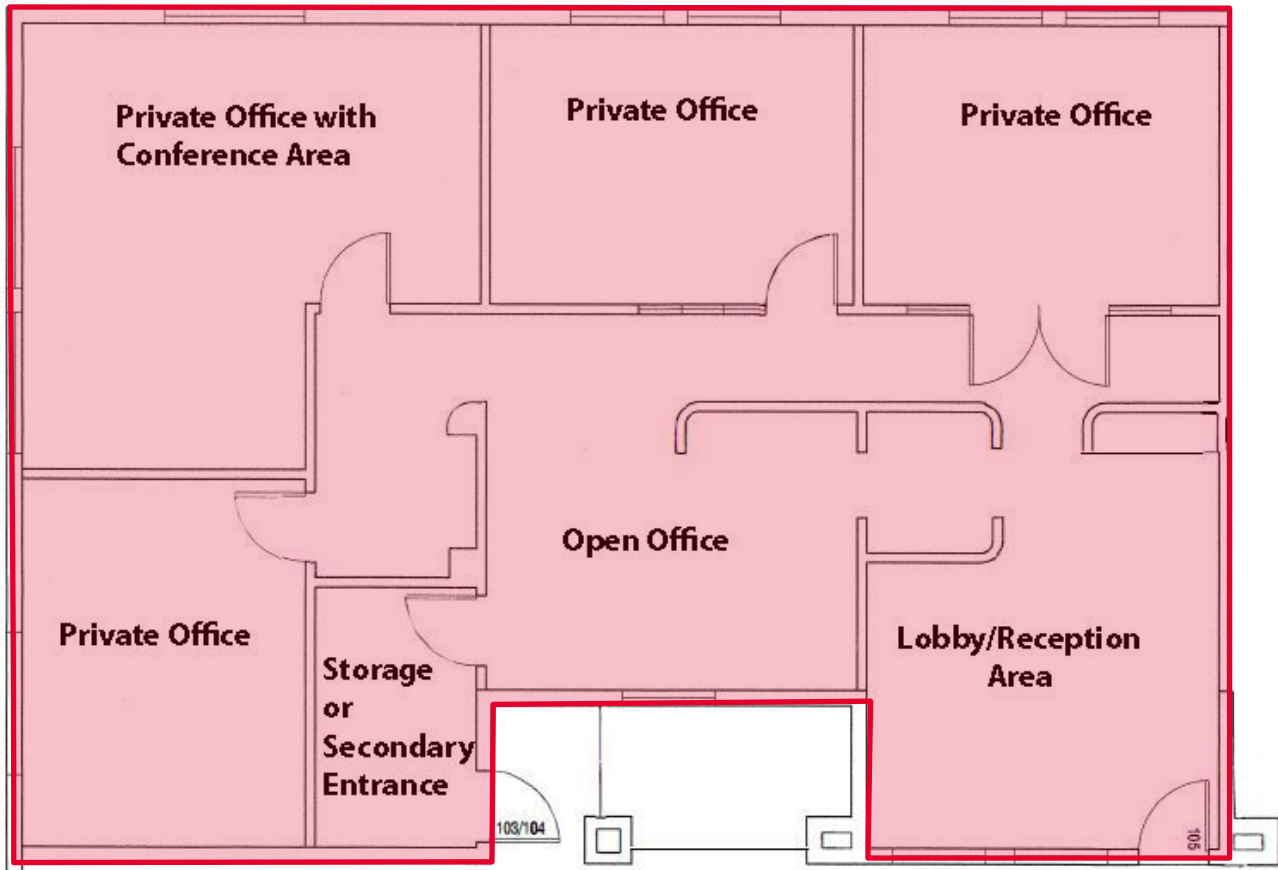 Private Office with
Conference Area
Private Office
Private Office
Open Office
Private Office
Storage
or
Secondary
Entrance
Lobby/Reception
Area
103/104
105